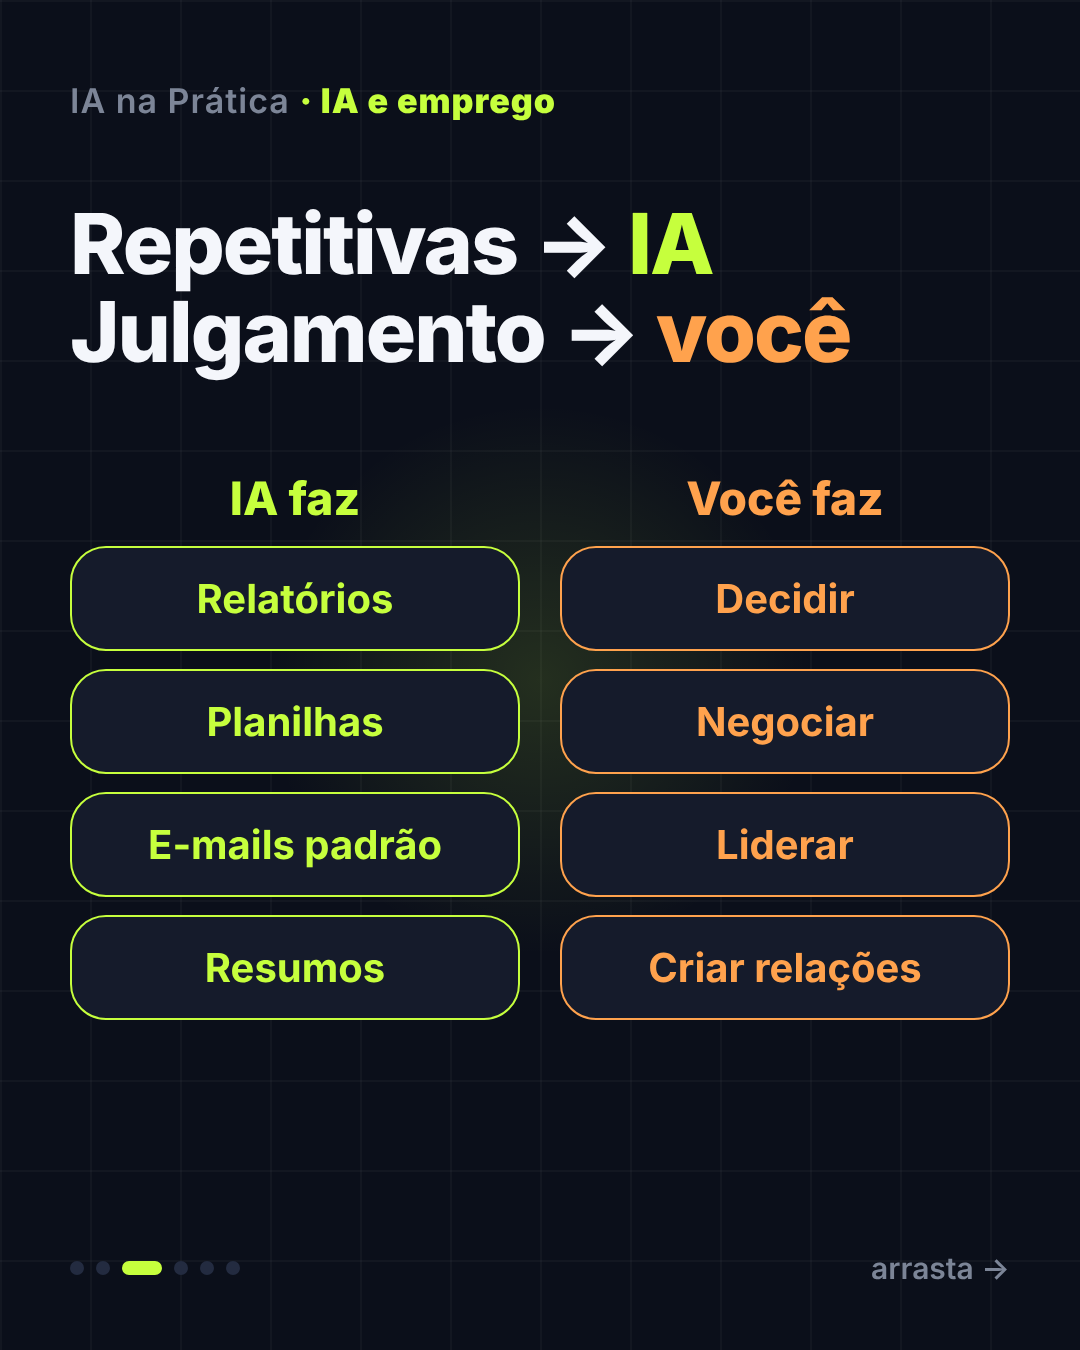 IA na Prática · IA e emprego
Repetitivas → IA
Julgamento → você
IA faz
Relatórios
Planilhas
E-mails padrão
Resumos
Você faz
Decidir
Negociar
Liderar
Criar relações
arrasta →